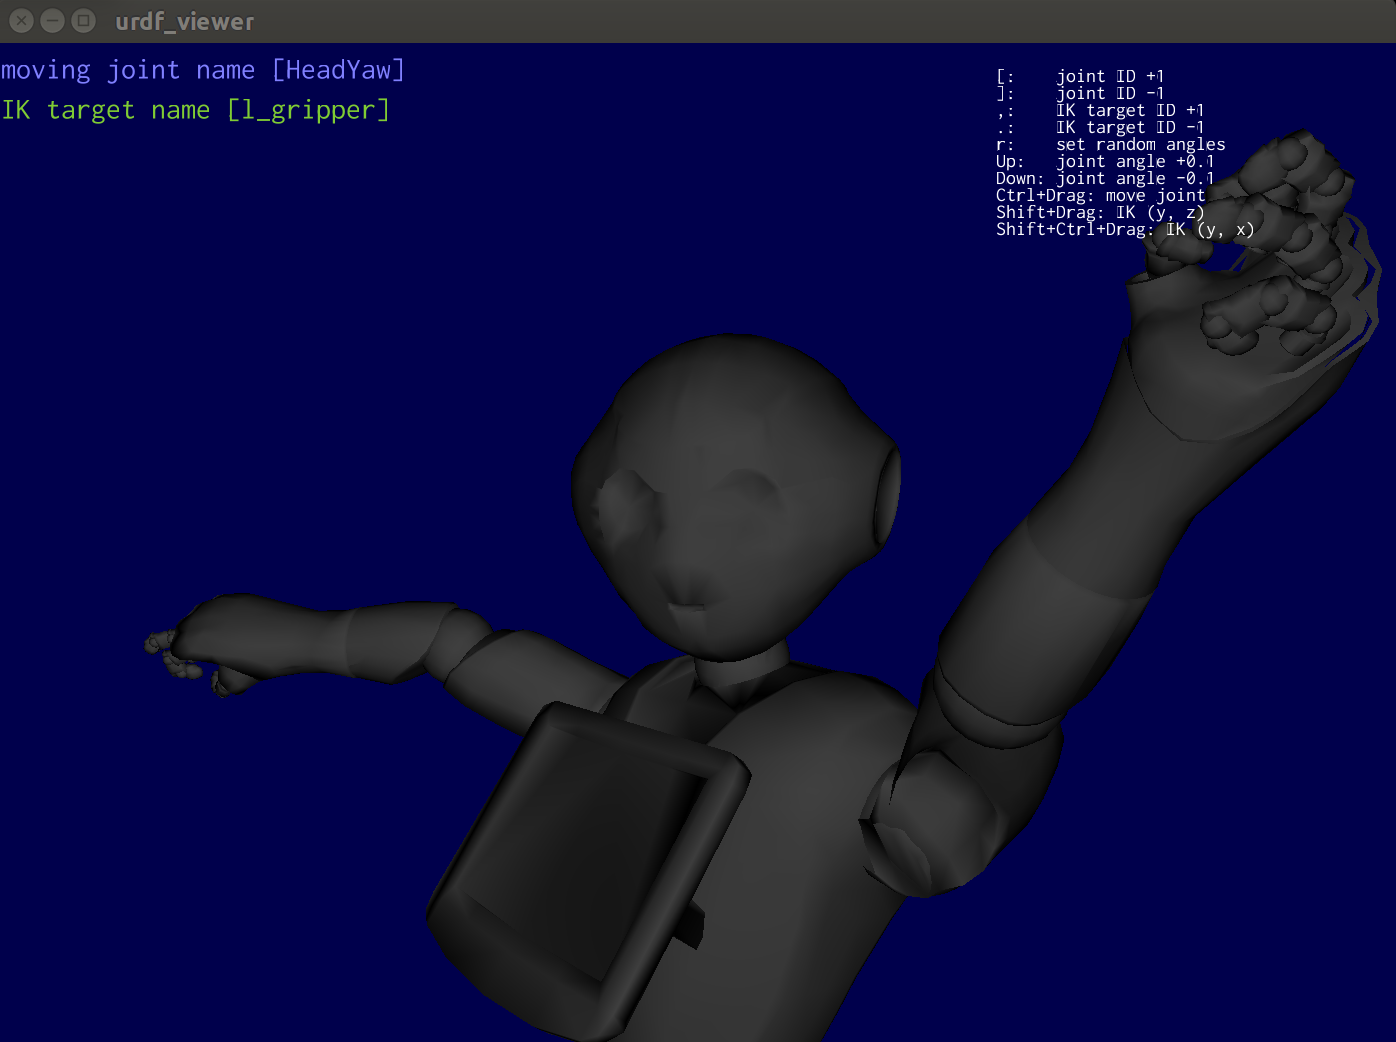 urdf_viewer
moving joint name [HeadYaw]
IK target name [l_gripper]
[: joint ID +1
]: joint ID -1
,: IK target ID +1
.: IK target ID -1
r: set random angles
Up: joint angle +0.1
Down: joint angle -0.1
Ctrl+Drag: move joint
Shift+Drag: IK (y, z)
Shift+Ctrl+Drag: IK (y, x)